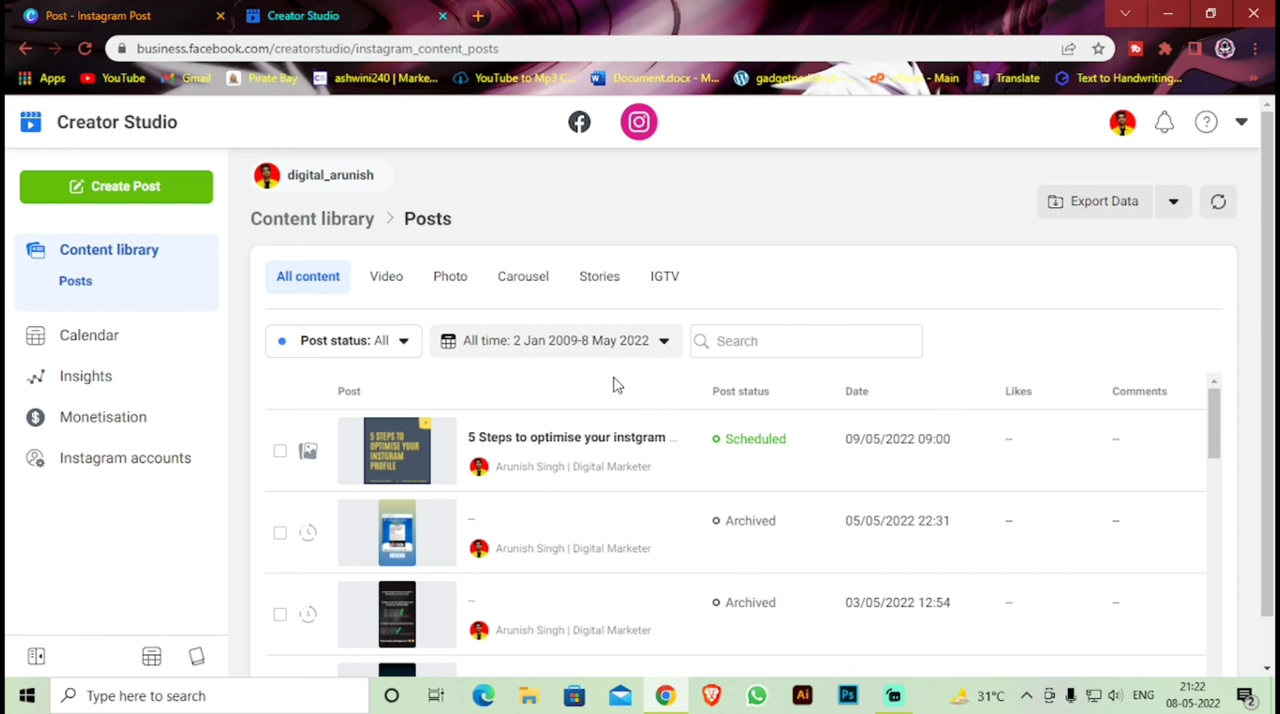 Post - Instagram Post
Creator Studio
business.facebook.com/creatorstudio/instagram_content_posts
Apps YouTube Gmail Pirate Bay ashwini240 | Marke... YouTube to Mp3 C... Document.docx - M... - Main Translate Text to Handwriting...
Creator Studio
Create Post
digital_arunish
Content library > Posts
Export Data
Content library
Posts
Calendar
Insights
Monetisation
Instagram accounts
All content Video Photo Carousel Stories IGTV
Post status: All All time: 2 Jan 2009-8 May 2022 Search
Post Post status Date Likes Comments
5 STEPS TO
OPTIMISE YOUR
INSTGRAM
PROFILE
5 Steps to optimise your instgram ... Scheduled 09/05/2022 09:00 -- --
Arunish Singh | Digital Marketer
-- Archived 05/05/2022 22:31 -- --
Arunish Singh | Digital Marketer
-- Archived 03/05/2022 12:54 -- --
Arunish Singh | Digital Marketer
Type here to search
Ai Ps
31°C
ENG
21:22
08-05-2022
2